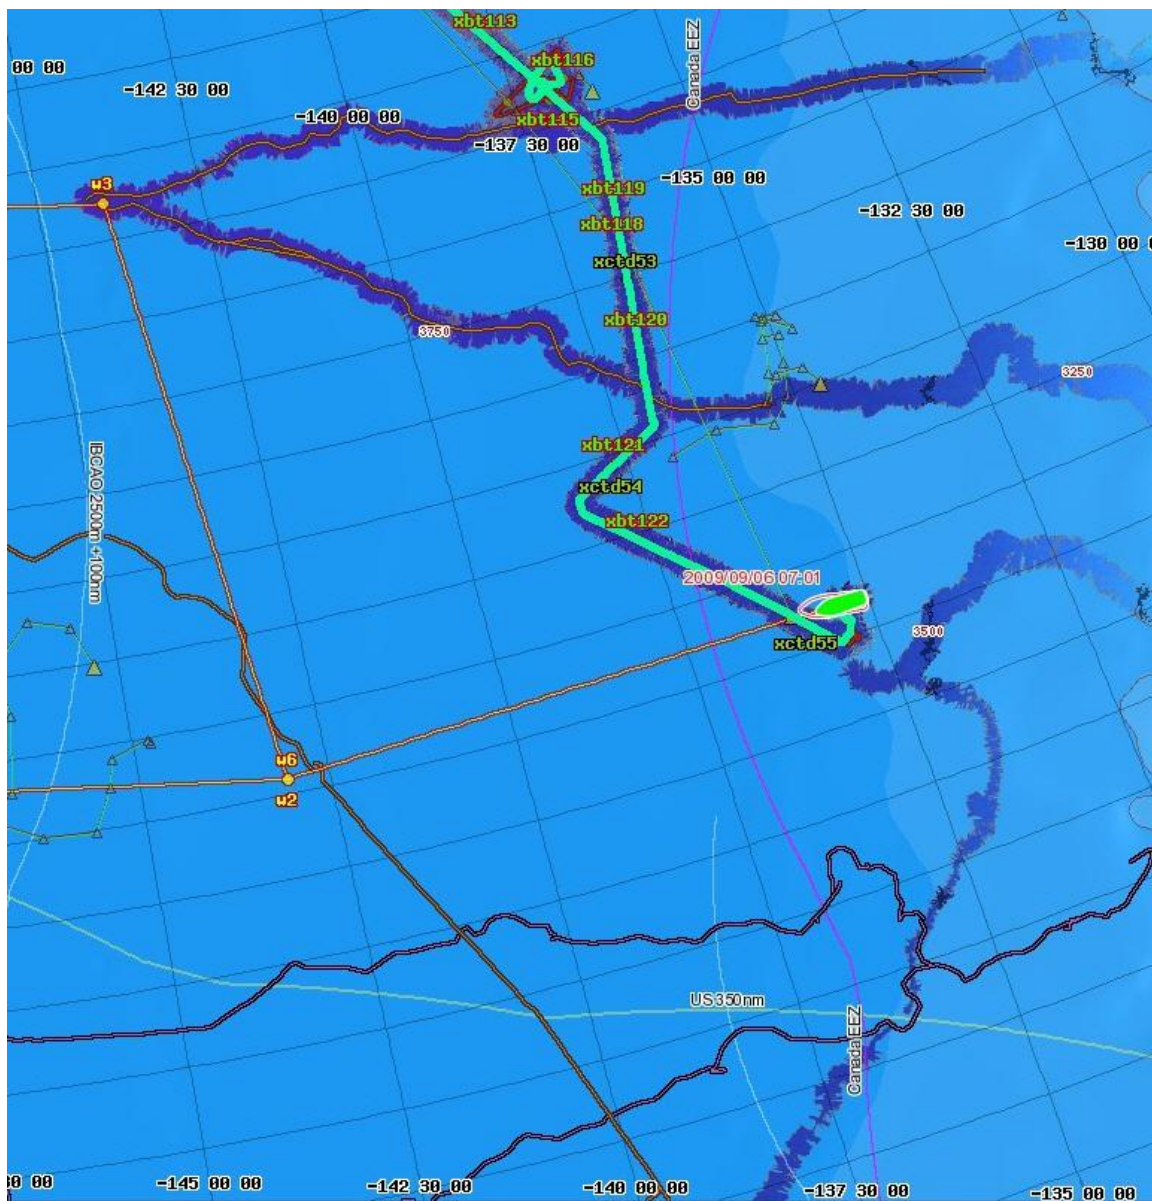 xbt113
Canada EEZ
00 00
xbt116
-142 30 00
-140 00 00
xbt115
-137 30 00
-135 00 00
w3
xbt119
-132 30 00
xbt118
-130 00
xctd53
xbt120
3750
3250
xbt121
IBCAO 2500m +100nm
xctd54
xbt122
2009/09/06 07:01
3500
xctd55
w6
w2
US 350nm
Canada EEZ
00 00
-145 00 00
-142 30 00
-140 00 00
-137 30 00
-135 00 00